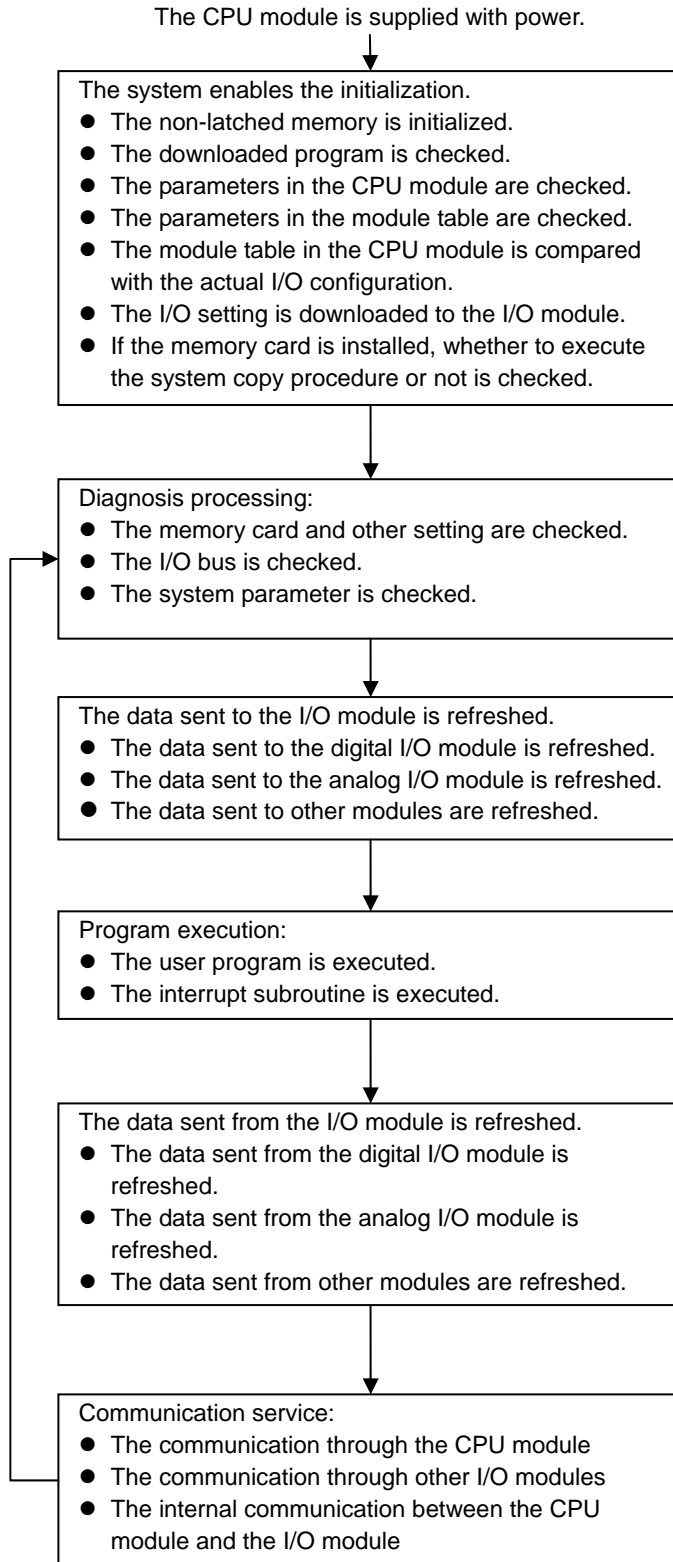 The CPU module is supplied with power.
The system enables the initialization.
● The non-latched memory is initialized.
● The downloaded program is checked.
● The parameters in the CPU module are checked.
● The parameters in the module table are checked.
● The module table in the CPU module is compared
with the actual I/O configuration.
● The I/O setting is downloaded to the I/O module.
● If the memory card is installed, whether to execute
the system copy procedure or not is checked.
Diagnosis processing:
● The memory card and other setting are checked.
● The I/O bus is checked.
● The system parameter is checked.
The data sent to the I/O module is refreshed.
● The data sent to the digital I/O module is refreshed.
● The data sent to the analog I/O module is refreshed.
● The data sent to other modules are refreshed.
Program execution:
● The user program is executed.
● The interrupt subroutine is executed.
The data sent from the I/O module is refreshed.
● The data sent from the digital I/O module is
refreshed.
● The data sent from the analog I/O module is
refreshed.
● The data sent from other modules are refreshed.
Communication service:
● The communication through the CPU module
● The communication through other I/O modules
● The internal communication between the CPU
module and the I/O module